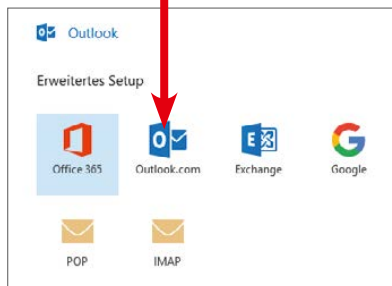 Outlook
Erweitertes Setup
Office 365
Outlook.com
Exchange
Google
POP
IMAP